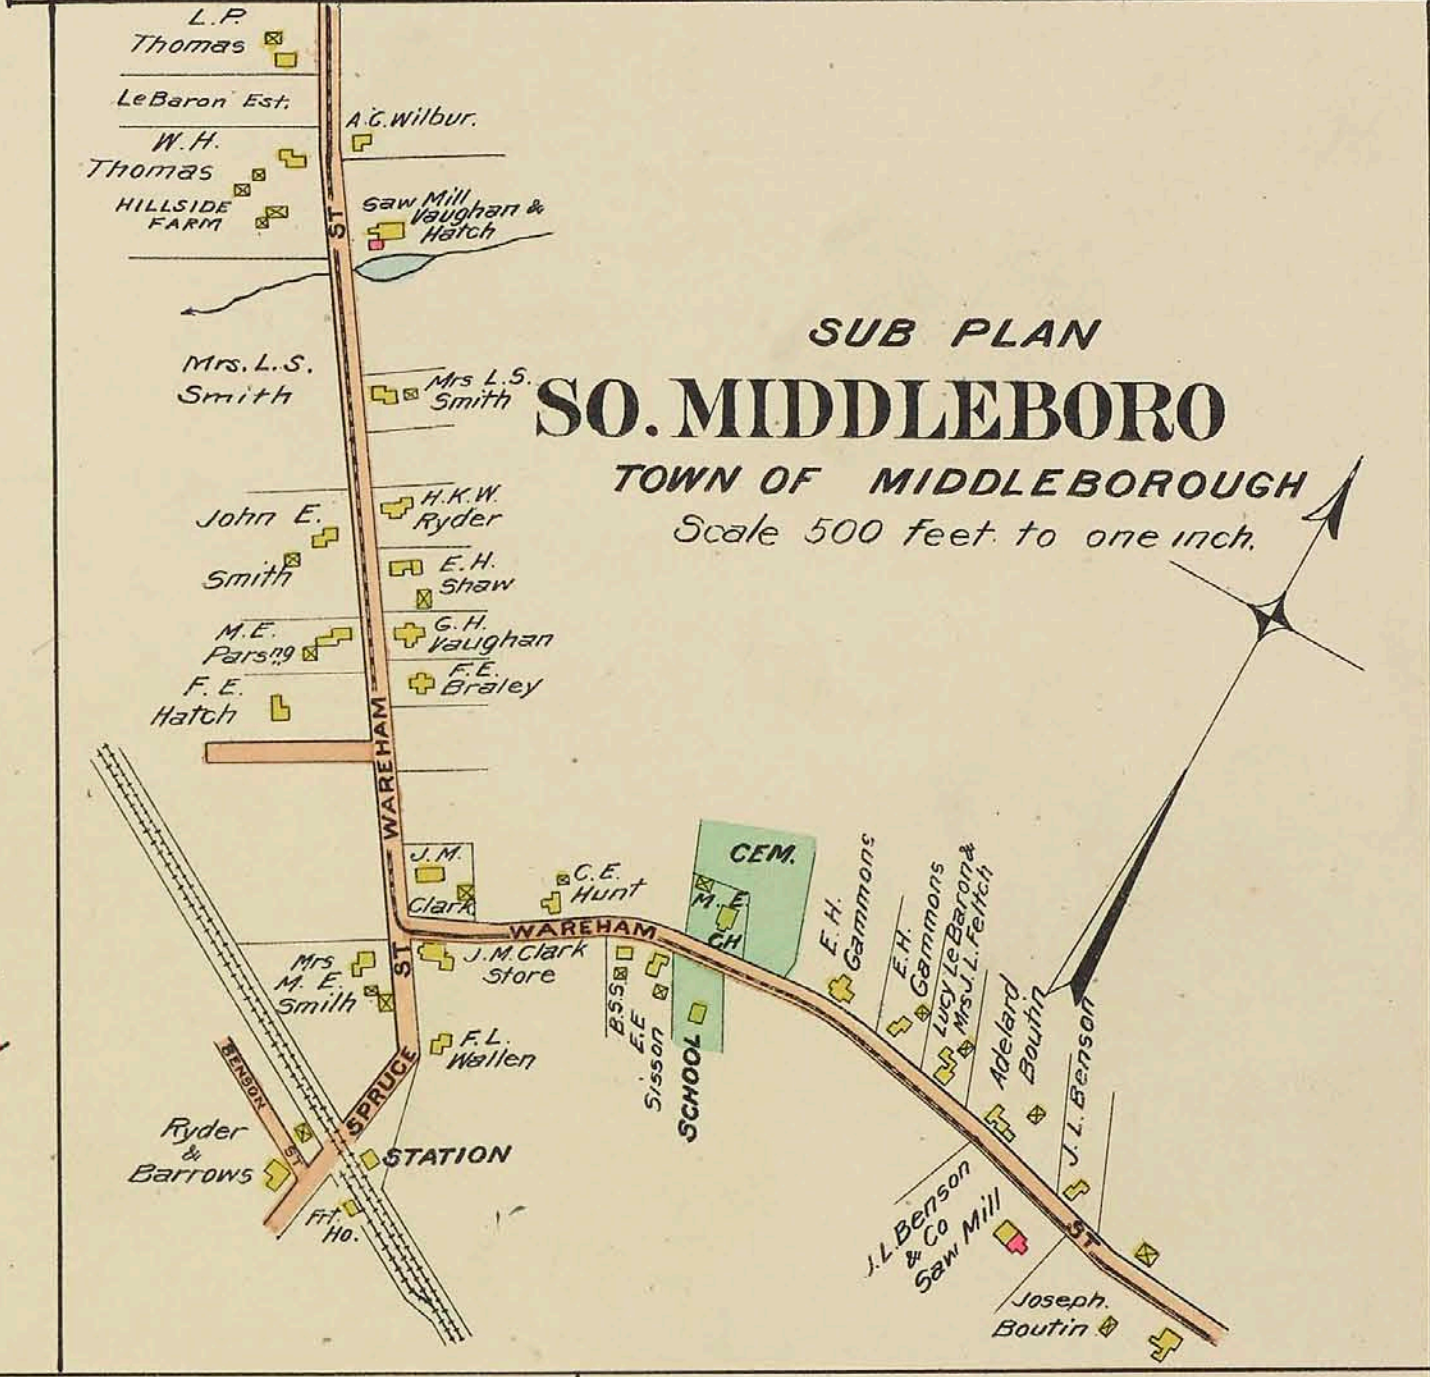 L.P.
Thomas
LeBaron Est.
A.C. Wilbur.
W.H.
Thomas
HILLSIDE
FARM
ST
Saw Mill
Vaughan &
Hatch
SUB PLAN
SO. MIDDLEBORO
TOWN OF MIDDLEBOROUGH
Scale 500 feet to one inch.
Mrs. L.S.
Smith
Mrs L.S.
Smith
H.K.W.
Ryder
John E.
Smith
E.H.
Shaw
M.E.
Parsng
G.H.
Vaughan
F.E.
Hatch
F.E.
Braley
WAREHAM
J.M.
Clark
C.E.
Hunt
CEM.
M.E.
CH
WAREHAM
ST
J.M. Clark
Store
Mrs
M.E.
Smith
B.S.S
E.E
Sisson
SCHOOL
E.H.
Gammons
E.H.
Gammons
Lucy LeBaron &
Mrs J.L. Feltch
Adelard
Boutin
J.L. Benson
F.L.
Wallen
SPRUCE
BENSON
ST
Ryder
&
Barrows
STATION
Frt.
Ho.
J.L. Benson
& Co
Saw Mill
ST
Joseph.
Boutin